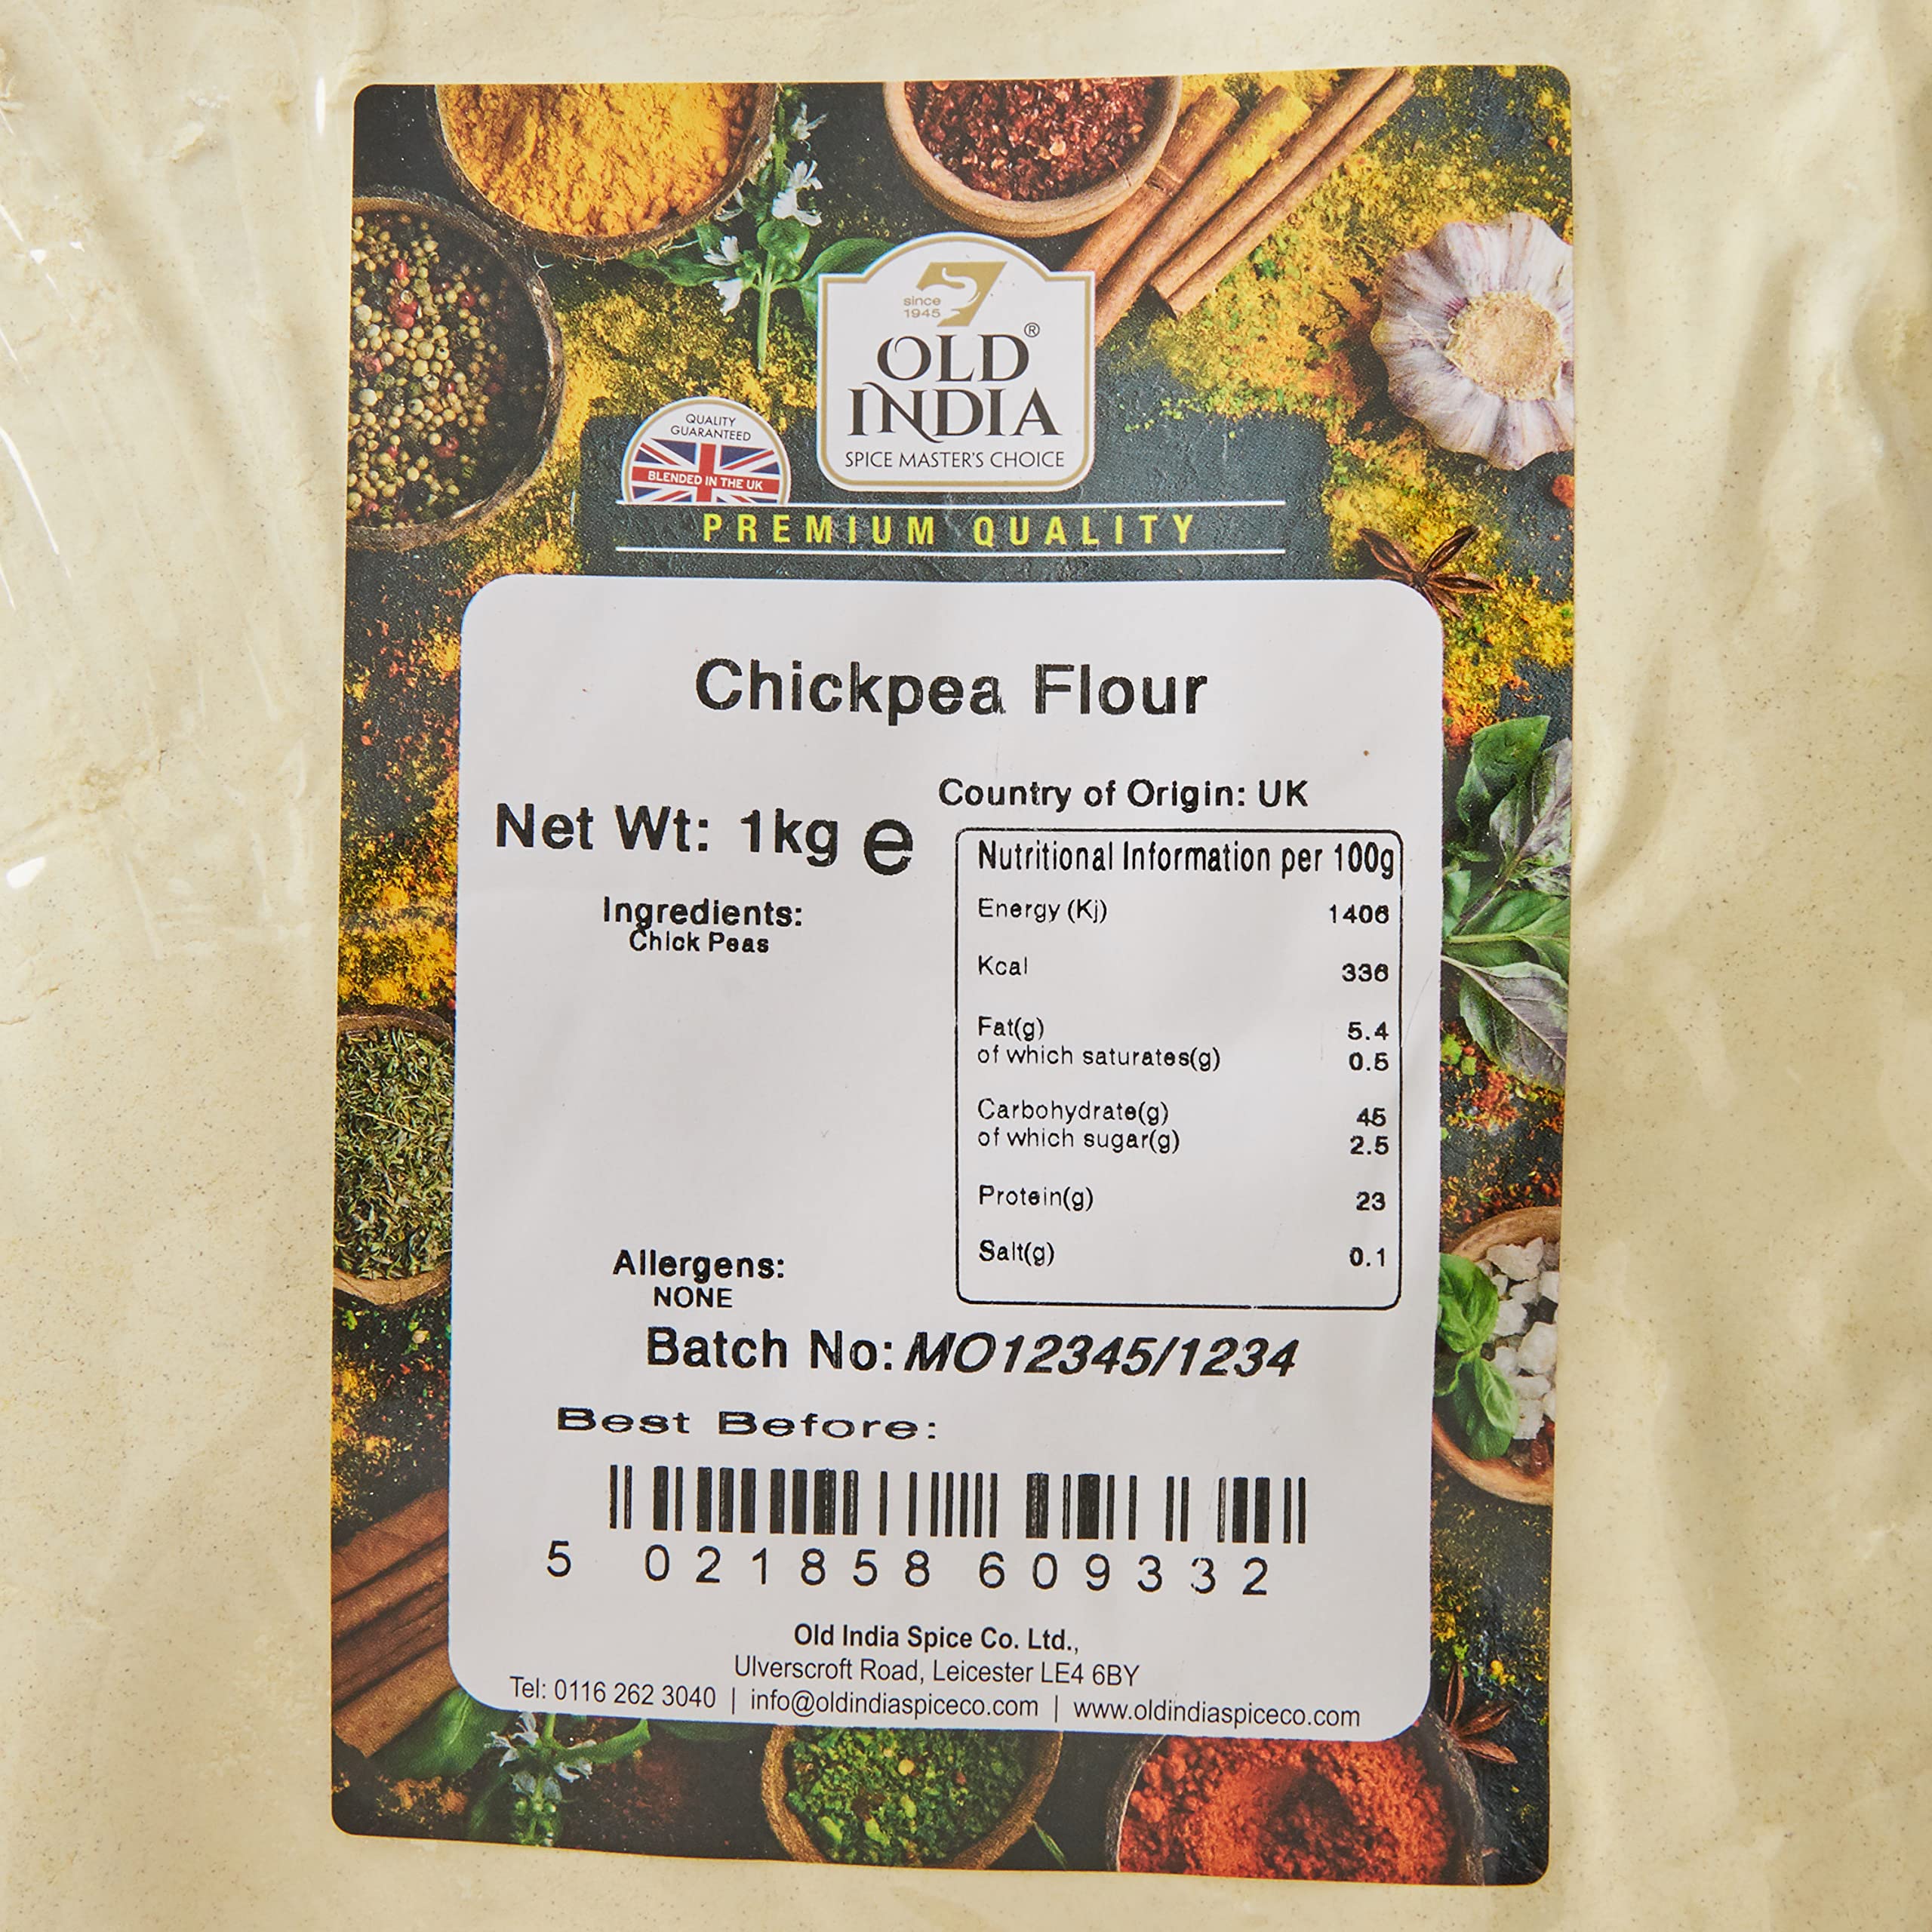 since
1945
OLD®
INDIA
SPICE MASTER'S CHOICE
QUALITY
GUARANTEED
BLENDED IN THE UK
PREMIUM QUALITY
Chickpea Flour
Country of Origin: UK
Net Wt: 1kg e
Ingredients:
Chick Peas
Nutritional Information per 100g
Energy (Kj) 1406
Kcal 336
Fat(g) 5.4
of which saturates(g) 0.5
Carbohydrate(g) 45
of which sugar(g) 2.5
Protein(g) 23
Salt(g) 0.1
Allergens:
NONE
Batch No: MO12345/1234
Best Before:
5 021858 609332
Old India Spice Co. Ltd.,
Ulverscroft Road, Leicester LE4 6BY
Tel: 0116 262 3040 | info@oldindiaspiceco.com | www.oldindiaspiceco.com